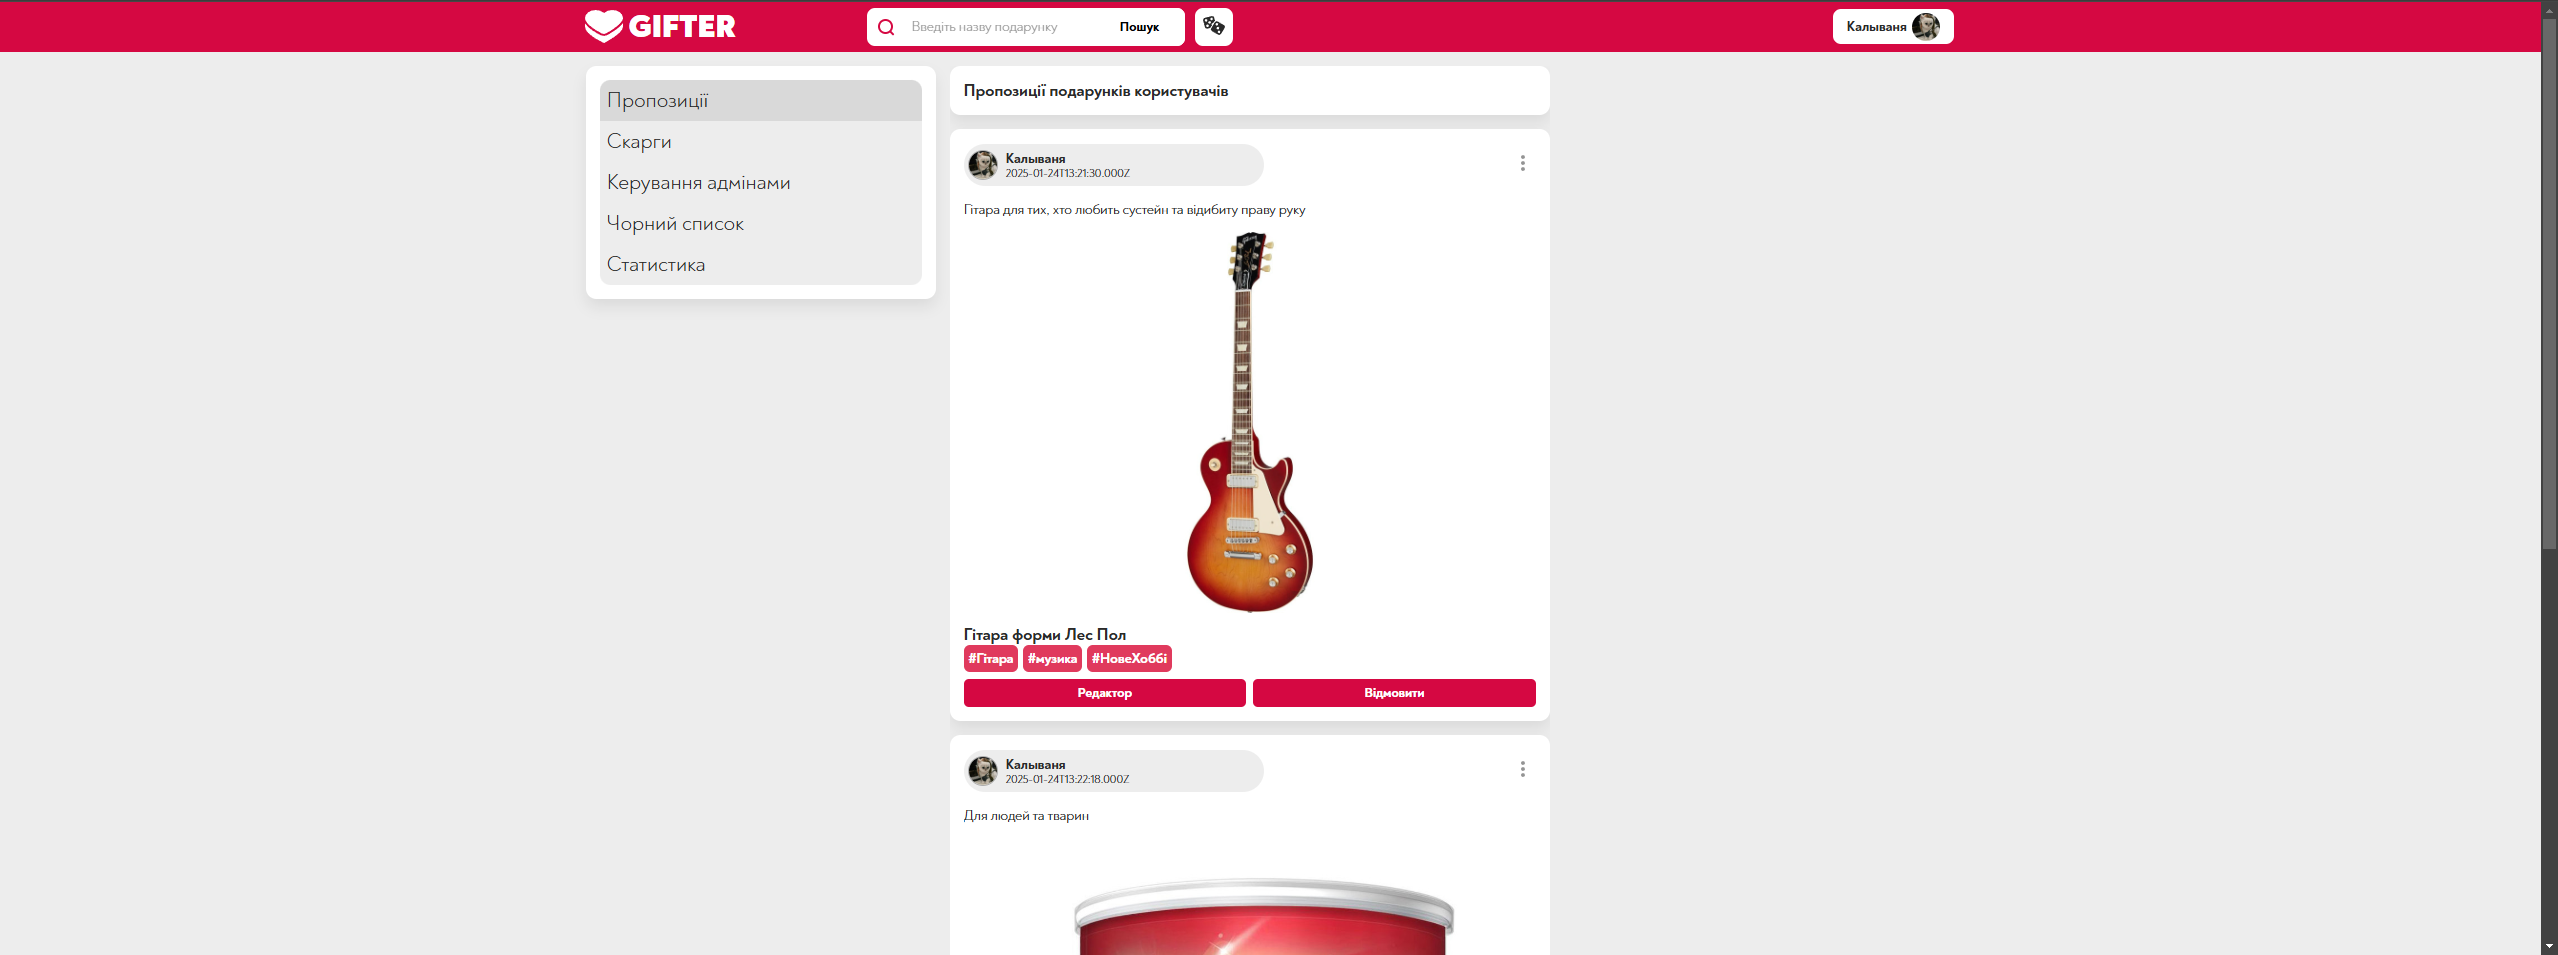 GIFTER
Введіть назву подарунку
Пошук
Калываня
Пропозиції
Скарги
Керування адмінами
Чорний список
Статистика
Пропозиції подарунків користувачів
Калываня
2025-01-24T13:21:30.000Z
Гітара для тих, хто любить сустейн та відибиту праву руку
Гітара форми Лес Пол
#Гітара #музика #НовеХоббі
Редактор
Відмовити
Калываня
2025-01-24T13:22:18.000Z
Для людей та тварин